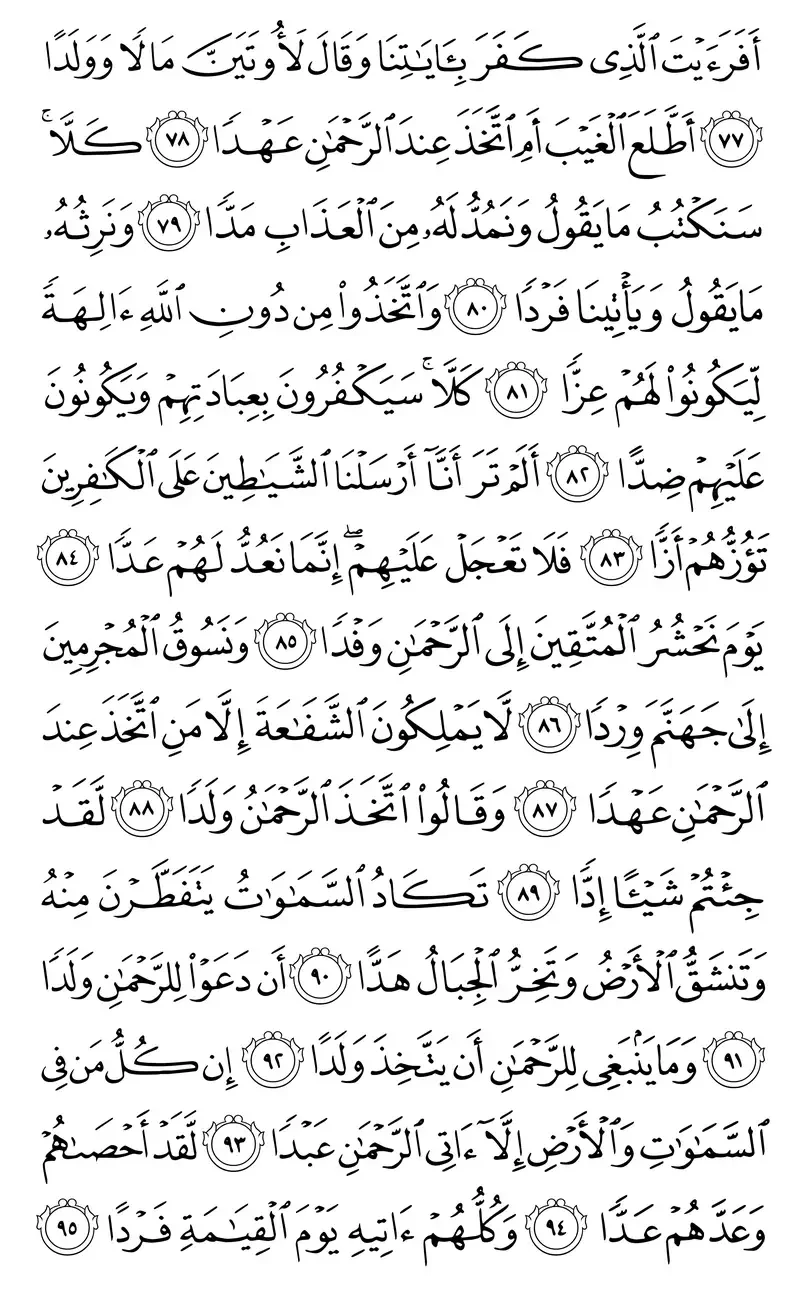 أَفَرَءَيْتَ ٱلَّذِى كَفَرَ بِـَٔايَـٰتِنَا وَقَالَ لَأُوتَيَنَّ مَالًا وَوَلَدًا
﴿٧٧﴾ أَطَّلَعَ ٱلْغَيْبَ أَمِ ٱتَّخَذَ عِندَ ٱلرَّحْمَـٰنِ عَهْدًا ﴿٧٨﴾ كَلَّا ۚ
سَنَكْتُبُ مَا يَقُولُ وَنَمُدُّ لَهُۥ مِنَ ٱلْعَذَابِ مَدًّا ﴿٧٩﴾ وَنَرِثُهُۥ
مَا يَقُولُ وَيَأْتِينَا فَرْدًا ﴿٨٠﴾ وَٱتَّخَذُوا۟ مِن دُونِ ٱللَّهِ ءَالِهَةً
لِّيَكُونُوا۟ لَهُمْ عِزًّا ﴿٨١﴾ كَلَّا ۚ سَيَكْفُرُونَ بِعِبَادَتِهِمْ وَيَكُونُونَ
عَلَيْهِمْ ضِدًّا ﴿٨٢﴾ أَلَمْ تَرَ أَنَّآ أَرْسَلْنَا ٱلشَّيَـٰطِينَ عَلَى ٱلْكَـٰفِرِينَ
تَؤُزُّهُمْ أَزًّا ﴿٨٣﴾ فَلَا تَعْجَلْ عَلَيْهِمْ ۖ إِنَّمَا نَعُدُّ لَهُمْ عَدًّا ﴿٨٤﴾
يَوْمَ نَحْشُرُ ٱلْمُتَّقِينَ إِلَى ٱلرَّحْمَـٰنِ وَفْدًا ﴿٨٥﴾ وَنَسُوقُ ٱلْمُجْرِمِينَ
إِلَىٰ جَهَنَّمَ وِرْدًا ﴿٨٦﴾ لَّا يَمْلِكُونَ ٱلشَّفَـٰعَةَ إِلَّا مَنِ ٱتَّخَذَ عِندَ
ٱلرَّحْمَـٰنِ عَهْدًا ﴿٨٧﴾ وَقَالُوا۟ ٱتَّخَذَ ٱلرَّحْمَـٰنُ وَلَدًا ﴿٨٨﴾ لَّقَدْ
جِئْتُمْ شَيْـًٔا إِدًّا ﴿٨٩﴾ تَكَادُ ٱلسَّمَـٰوَٰتُ يَتَفَطَّرْنَ مِنْهُ
وَتَنشَقُّ ٱلْأَرْضُ وَتَخِرُّ ٱلْجِبَالُ هَدًّا ﴿٩٠﴾ أَن دَعَوْا۟ لِلرَّحْمَـٰنِ وَلَدًا
﴿٩١﴾ وَمَا يَنۢبَغِى لِلرَّحْمَـٰنِ أَن يَتَّخِذَ وَلَدًا ﴿٩٢﴾ إِن كُلُّ مَن فِى
ٱلسَّمَـٰوَٰتِ وَٱلْأَرْضِ إِلَّآ ءَاتِى ٱلرَّحْمَـٰنِ عَبْدًا ﴿٩٣﴾ لَّقَدْ أَحْصَىٰهُمْ
وَعَدَّهُمْ عَدًّا ﴿٩٤﴾ وَكُلُّهُمْ ءَاتِيهِ يَوْمَ ٱلْقِيَـٰمَةِ فَرْدًا ﴿٩٥﴾